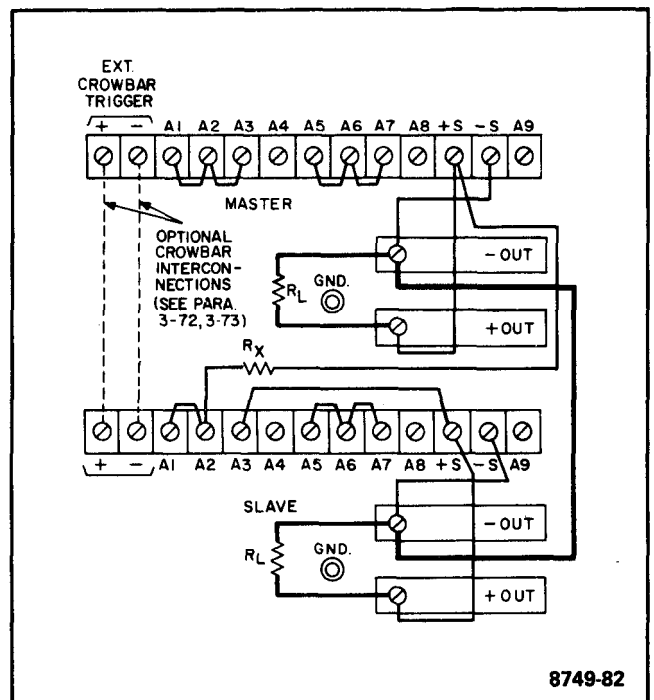 EXT.
CROWBAR
TRIGGER
+ - A1 A2 A3 A4 A5 A6 A7 A8 +S -S A9
MASTER
OPTIONAL
CROWBAR
INTERCON-
NECTIONS
(SEE PARA.
3-72, 3-73)
RL
GND.
- OUT
+ OUT
RX
+ - A1 A2 A3 A4 A5 A6 A7 A8 +S -S A9
SLAVE
RL
GND.
- OUT
+ OUT
8749-82